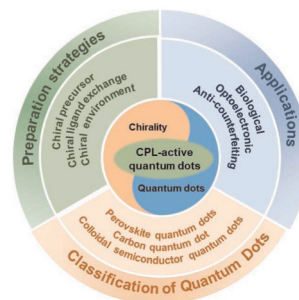 Preparation strategies
Chiral precursor
Chiral ligand exchange
Chiral environment
Applications
Biological
Optoelectronic
Anti-counterfeiting
Chirality
CPL-active
quantum dots
Quantum dots
Perovskite quantum dots
Carbon quantum dot
Colloidal semiconductor quantum dots
Classification of Quantum Dots